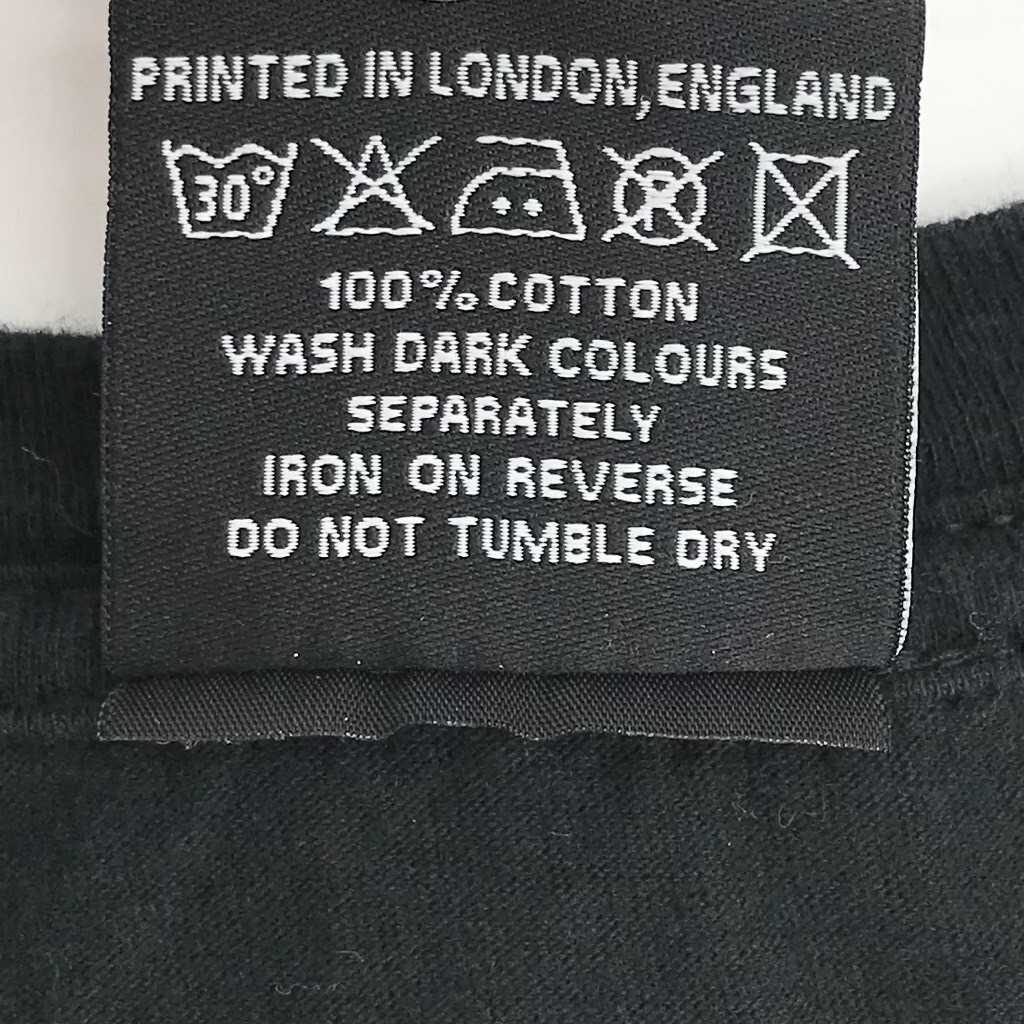 PRINTED IN LONDON, ENGLAND
30°
100% COTTON
WASH DARK COLOURS
SEPARATELY
IRON ON REVERSE
DO NOT TUMBLE DRY